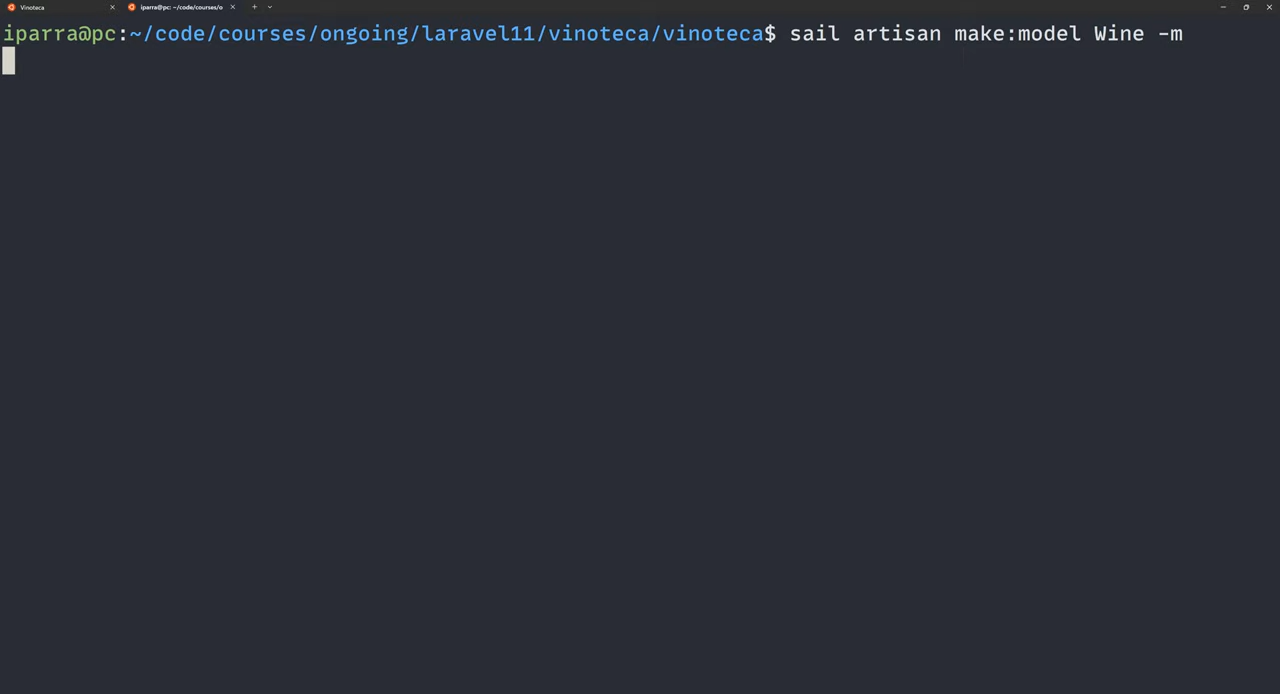 Vinoteca
iparra@pc: ~/code/courses/o
iparra@pc:~/code/courses/ongoing/laravel11/vinoteca/vinoteca$ sail artisan make:model Wine -m